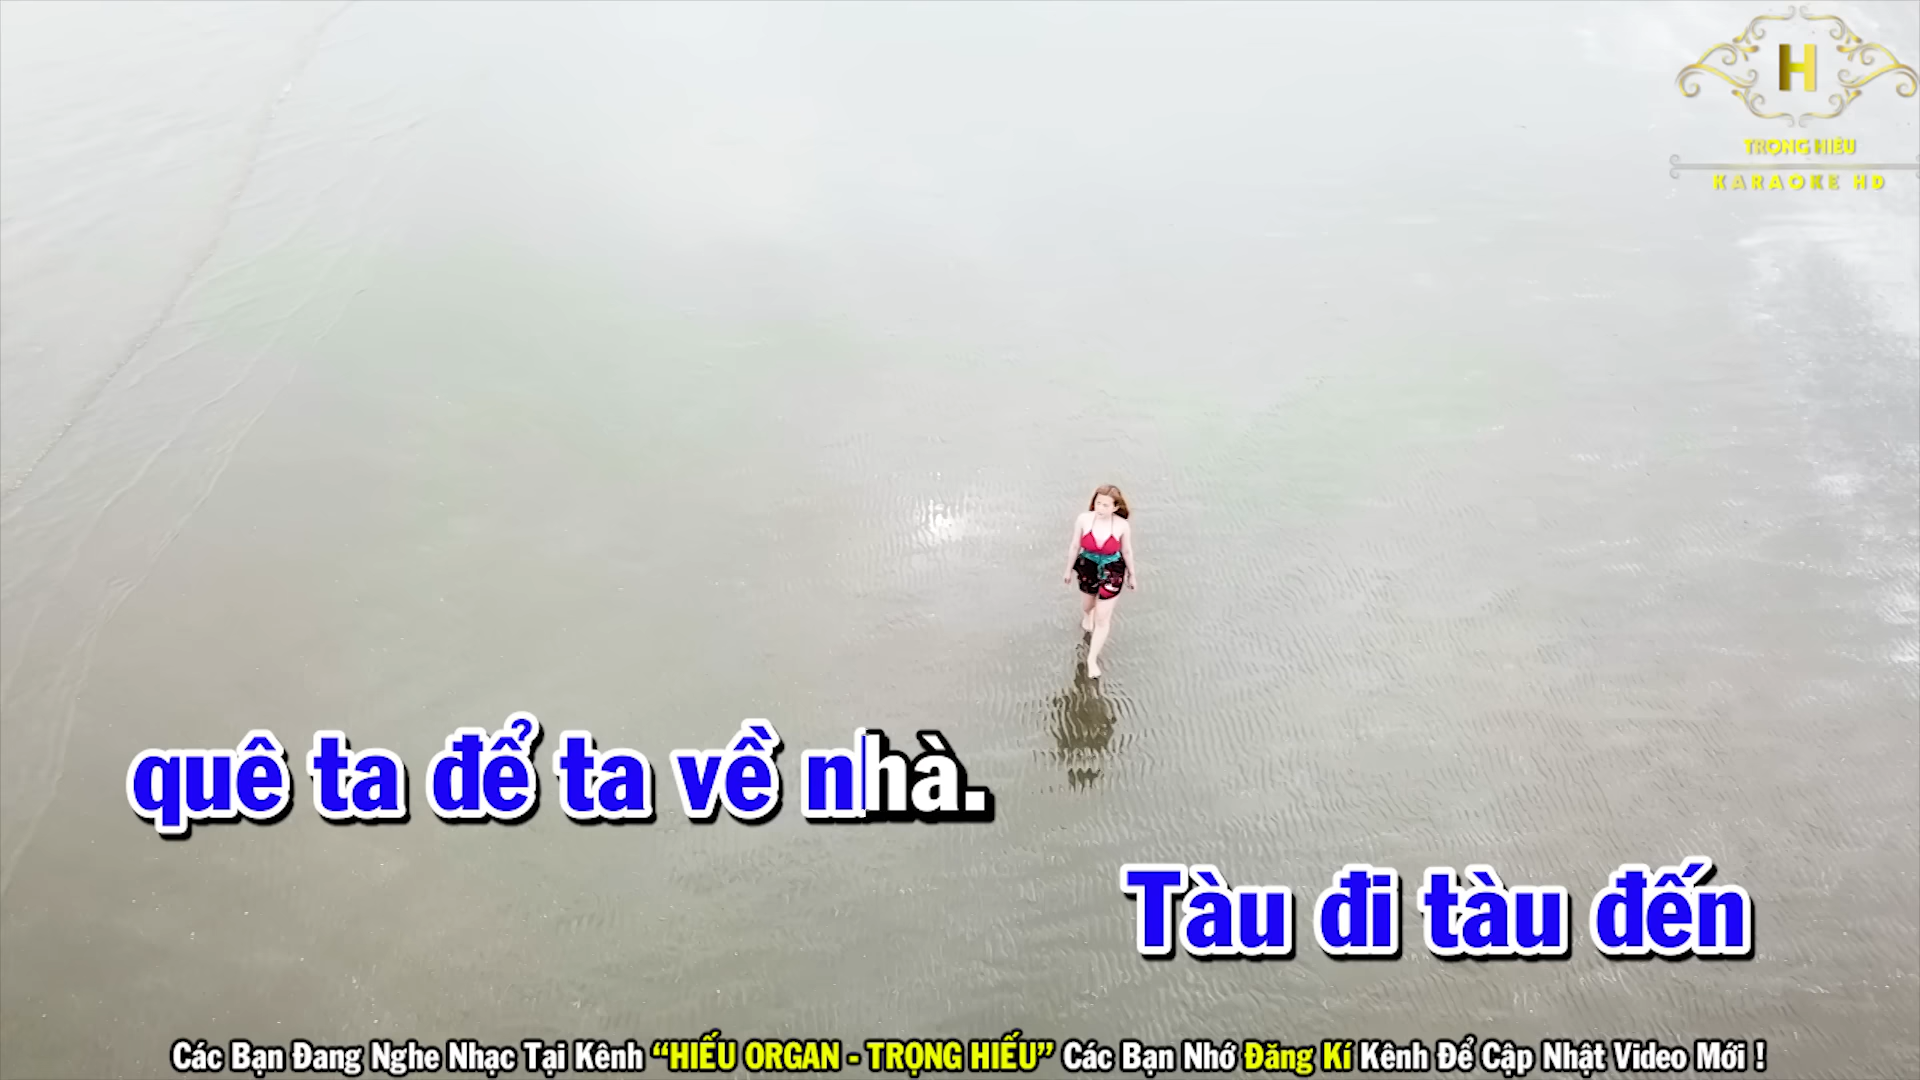 H
TRỌNG HIẾU
KARAOKE HD
quê ta để ta về nhà.
Tàu đi tàu đến
Các Bạn Đang Nghe Nhạc Tại Kênh “HIẾU ORGAN - TRỌNG HIẾU” Các Bạn Nhớ Đăng Kí Kênh Để Cập Nhật Video Mới !